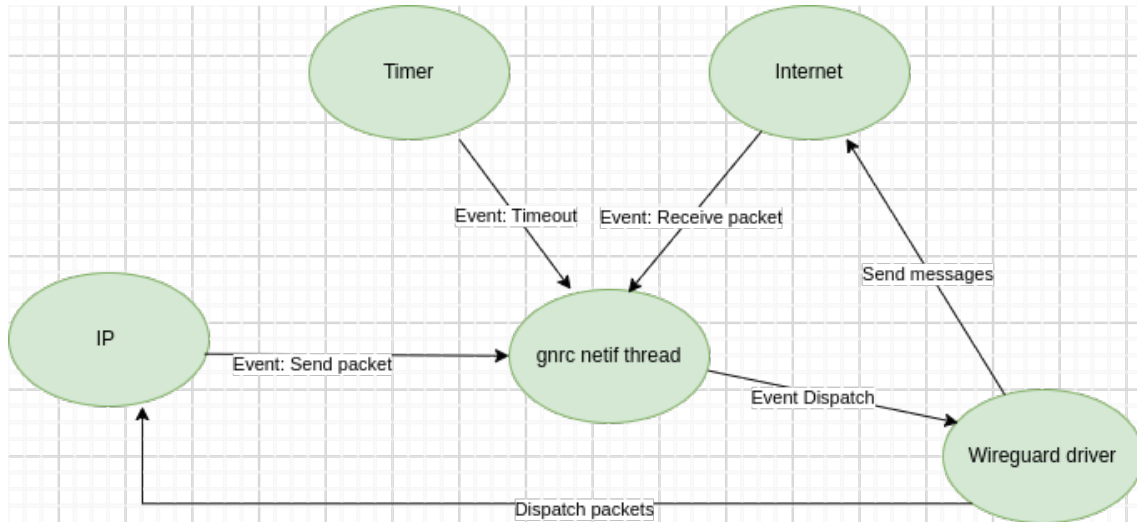 Timer
Internet
Event: Timeout
Event: Receive packet
Send messages
IP
Event: Send packet
gnrc netif thread
Event Dispatch
Wireguard driver
Dispatch packets